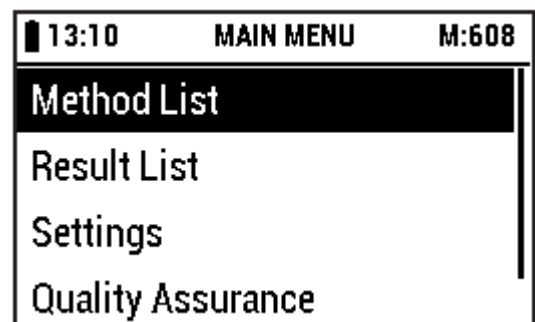 13:10 MAIN MENU M:608
Method List
Result List
Settings
Quality Assurance